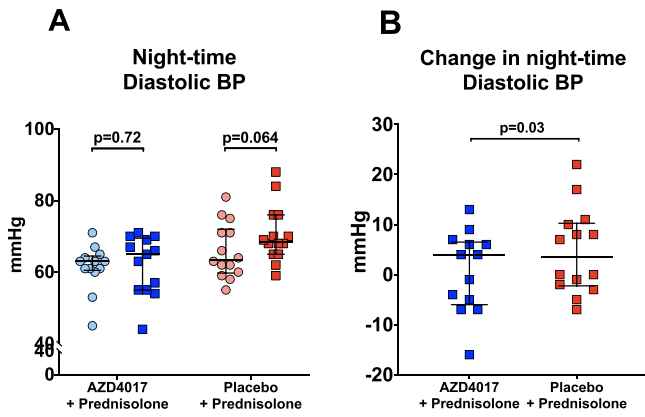 A
Night-time
Diastolic BP
p=0.72
p=0.064
100
80
60
40
40
0
mmHg
AZD4017
+ Prednisolone
Placebo
+ Prednisolone
B
Change in night-time
Diastolic BP
p=0.03
30
20
10
0
-10
-20
mmHg
AZD4017
+ Prednisolone
Placebo
+ Prednisolone